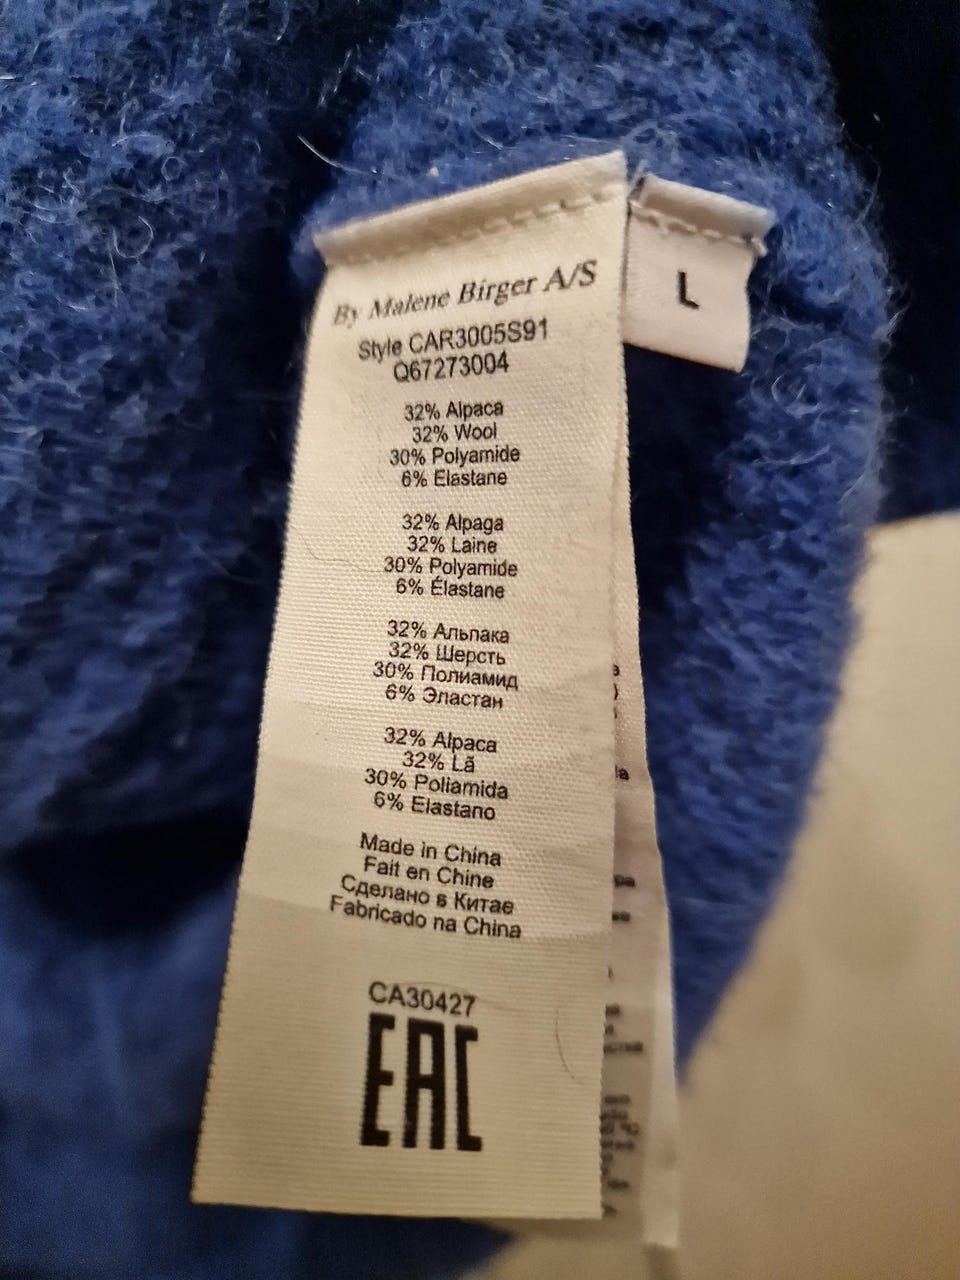 By Malene Birger A/S
Style CAR3005S91
Q67273004
32% Alpaca
32% Wool
30% Polyamide
6% Elastane
32% Alpaga
32% Laine
30% Polyamide
6% Élastane
32% Альпака
32% Шерсть
30% Полиамид
6% Эластан
32% Alpaca
32% Lã
30% Poliamida
6% Elastano
Made in China
Fait en Chine
Сделано в Китае
Fabricado na China
CA30427
EAC
L